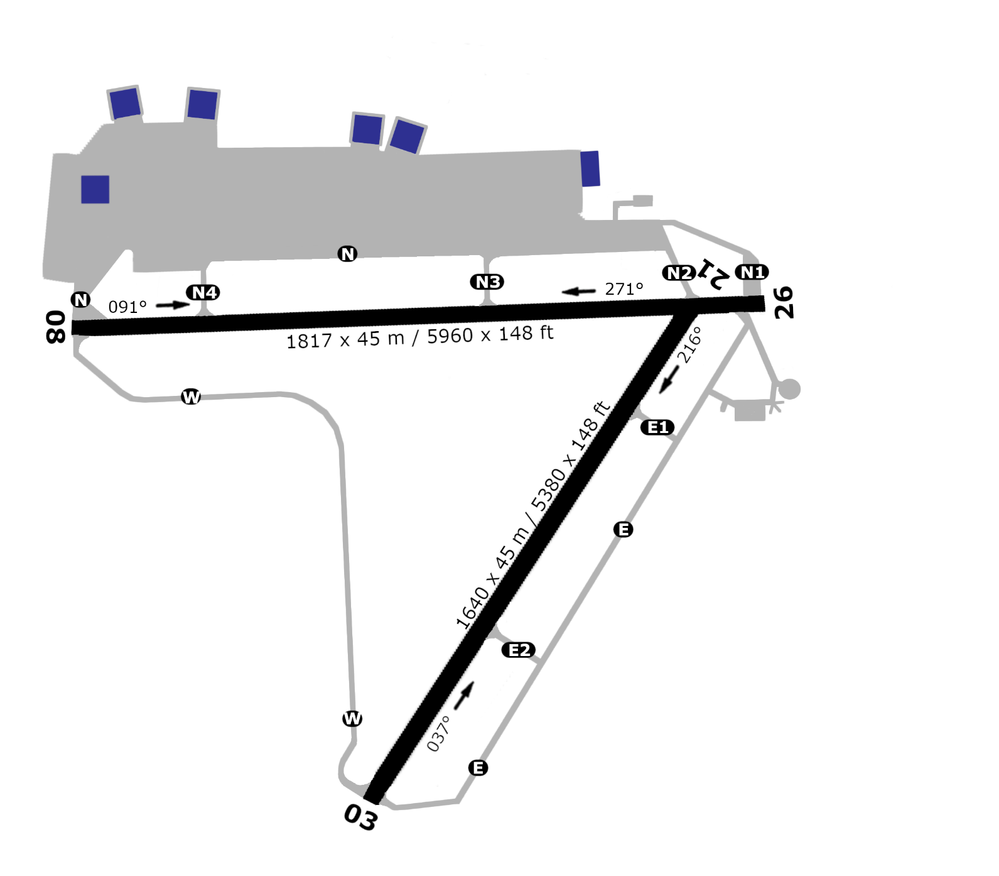 N
21
N2
N1
N3
271°
N4
N
091°
26
08
1817 x 45 m / 5960 x 148 ft
216°
W
E1
1640 x 45 m / 5380 x 148 ft
E
E2
W
037°
E
03